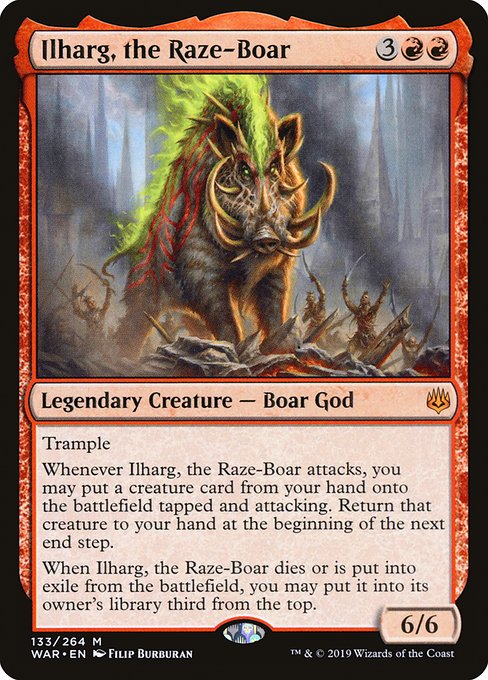 Ilharg, the Raze-Boar 3
Legendary Creature — Boar God
Trample
Whenever Ilharg, the Raze-Boar attacks, you
may put a creature card from your hand onto
the battlefield tapped and attacking. Return that
creature to your hand at the beginning of the next
end step.
When Ilharg, the Raze-Boar dies or is put into
exile from the battlefield, you may put it into its
owner's library third from the top.
6/6
133/264 M
WAR • EN Filip Burburan
™ & © 2019 Wizards of the Coast